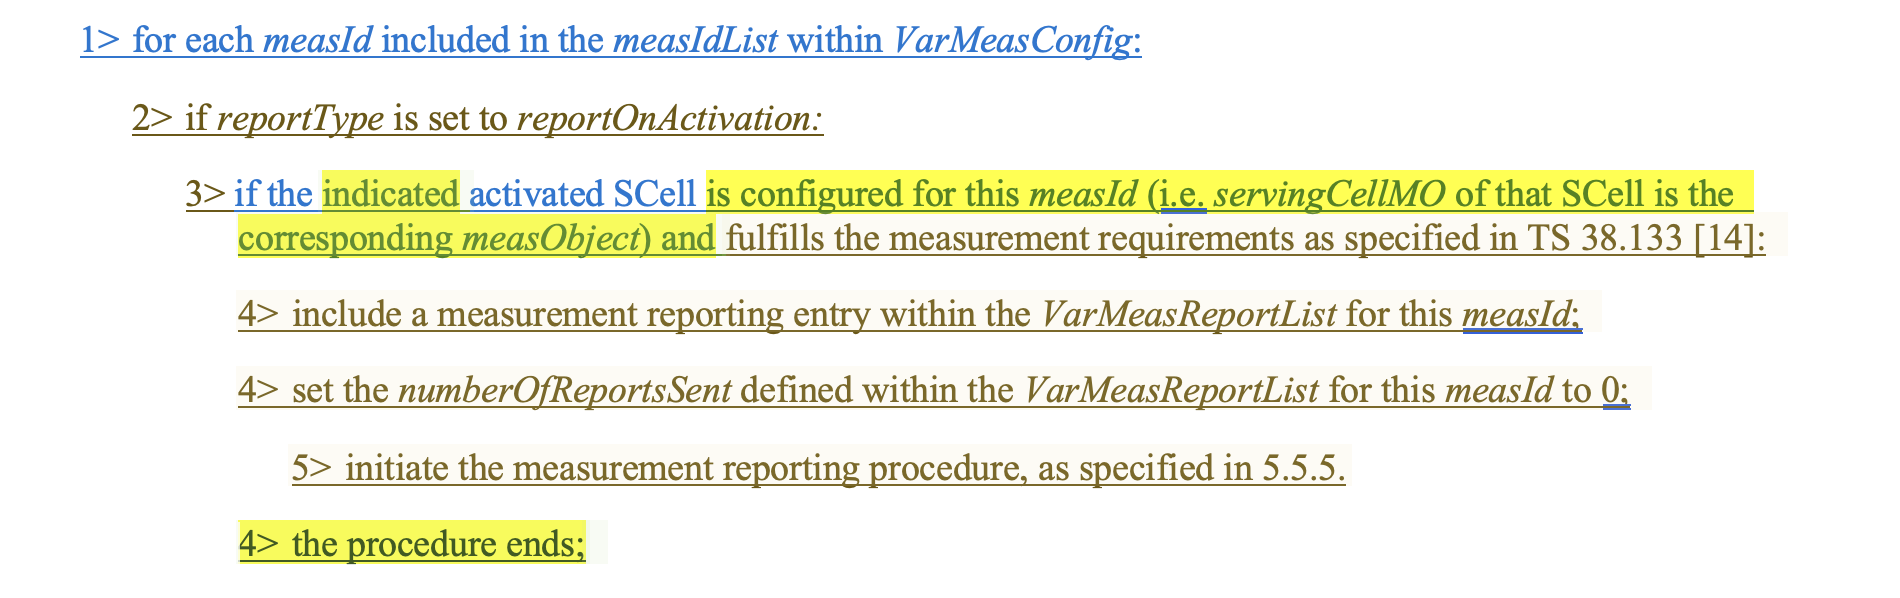 1> for each measId included in the measIdList within VarMeasConfig:
2> if reportType is set to reportOnActivation:
3> if the indicated activated SCell is configured for this measId (i.e. servingCellMO of that SCell is the
corresponding measObject) and fulfills the measurement requirements as specified in TS 38.133 [14]:
4> include a measurement reporting entry within the VarMeasReportList for this measId;
4> set the numberOfReportsSent defined within the VarMeasReportList for this measId to 0;
5> initiate the measurement reporting procedure, as specified in 5.5.5.
4> the procedure ends;